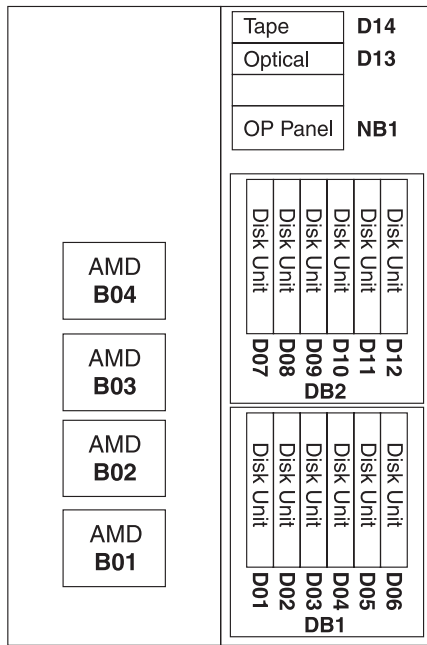 Tape D14
Optical D13
OP Panel NB1
Disk Unit
Disk Unit
Disk Unit
Disk Unit
Disk Unit
Disk Unit
D07
D08
D09
D10
D11
D12
DB2
AMD
B04
AMD
B03
AMD
B02
AMD
B01
Disk Unit
Disk Unit
Disk Unit
Disk Unit
Disk Unit
Disk Unit
D01
D02
D03
D04
D05
D06
DB1